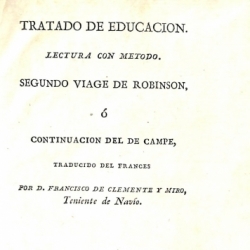 TRATADO DE EDUCACION.
LECTURA CON METODO.
SEGUNDO VIAGE DE ROBINSON,
ó
CONTINUACION DEL DE CAMPE,
TRADUCIDO DEL FRANCES
POR D. FRANCISCO DE CLEMENTE Y MIRO,
Teniente de Navío.